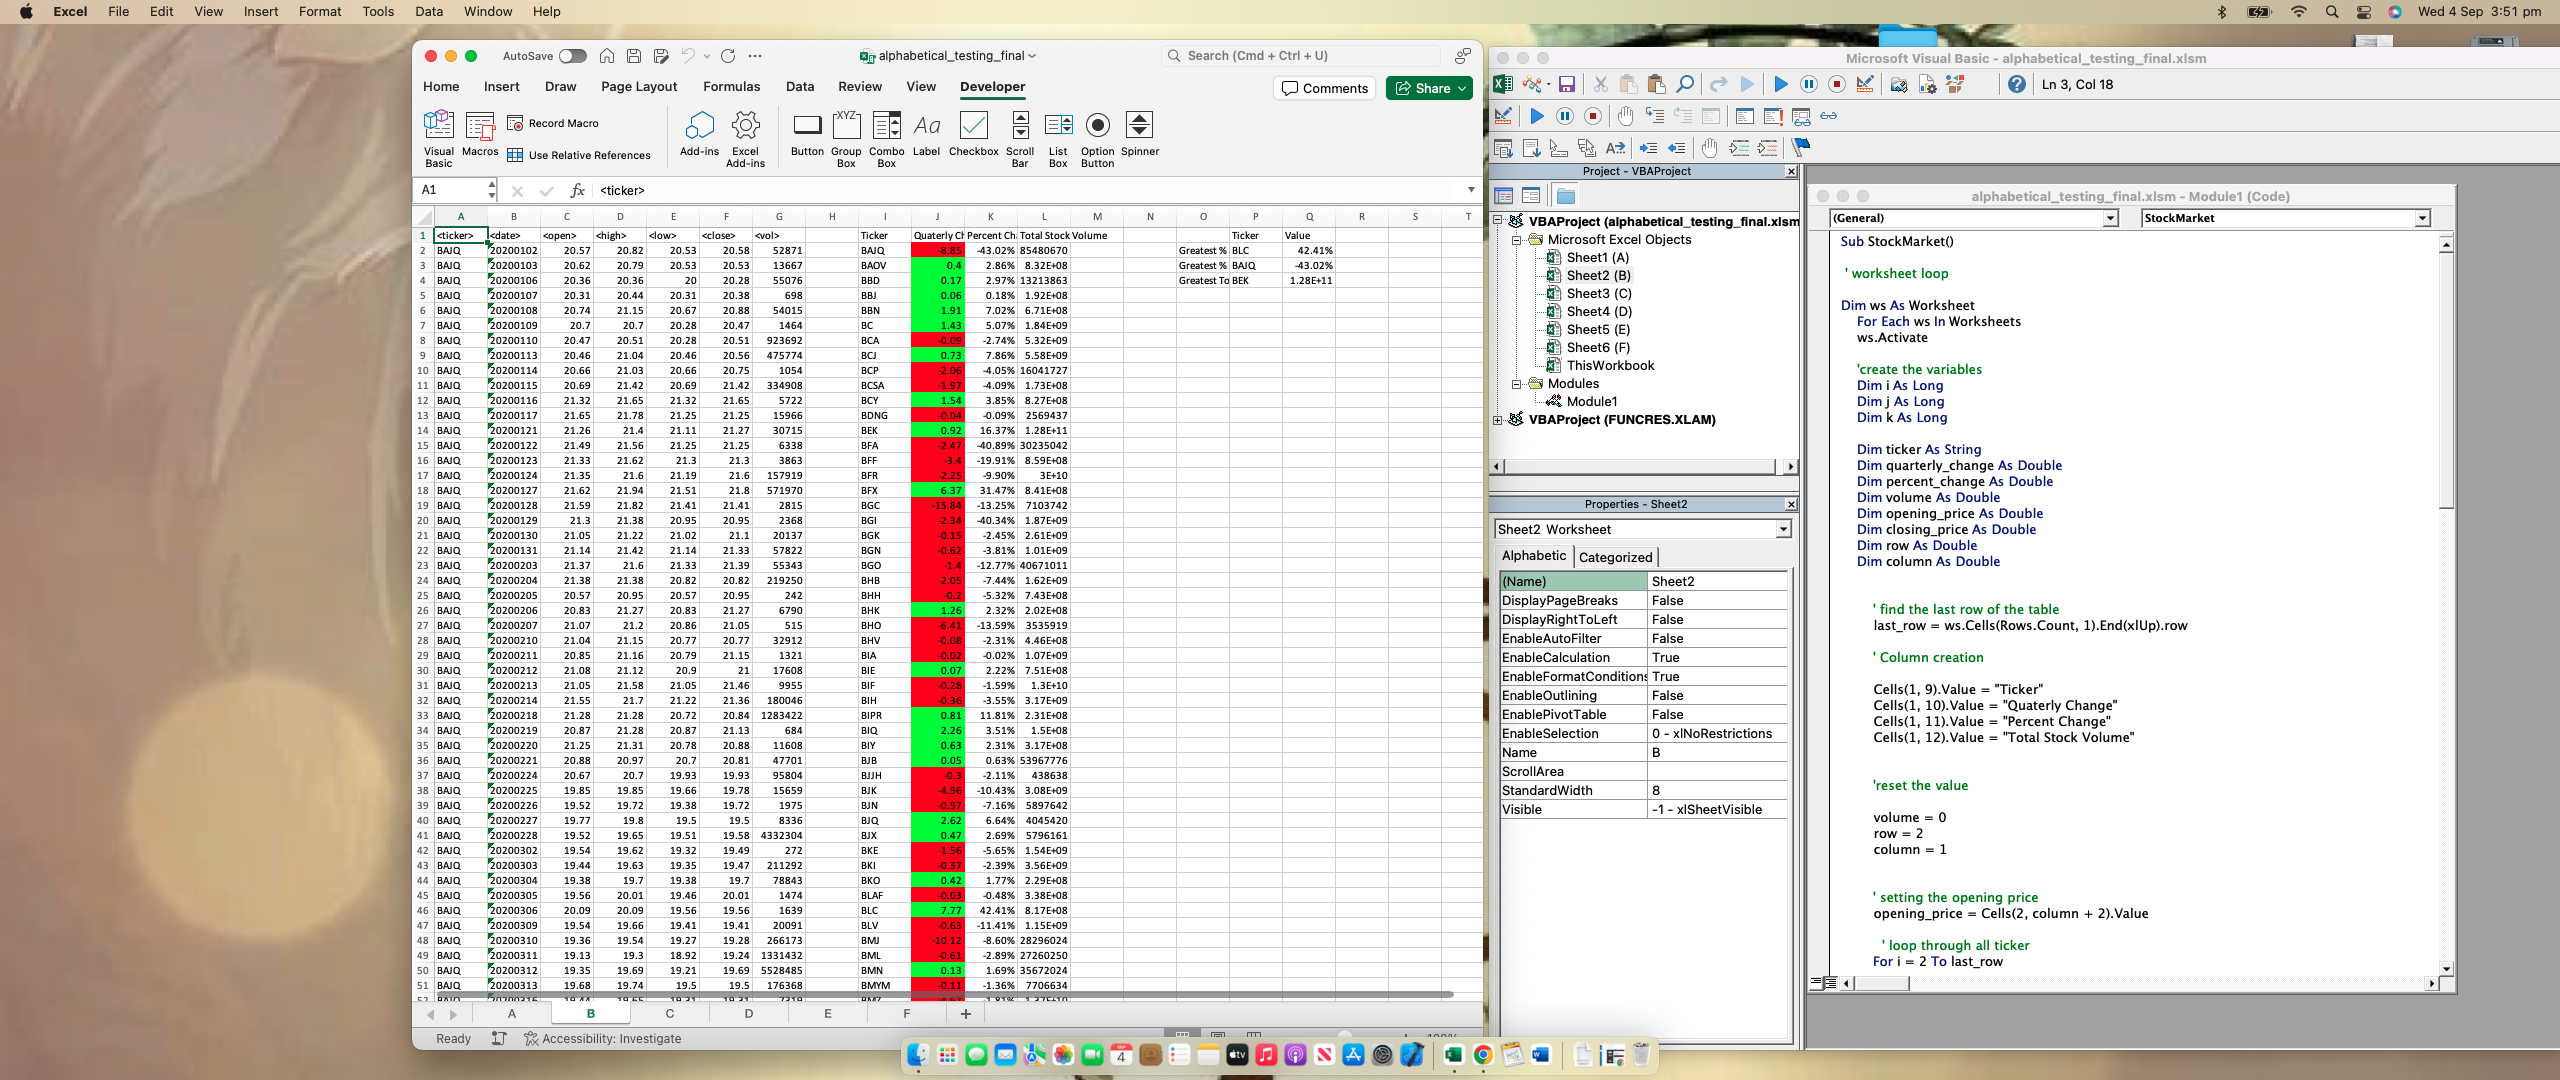 Excel File Edit View Insert Format Tools Data Window Help Wed 4 Sep 3:51 pm
AutoSave alphabetical_testing_final Search (Cmd + Ctrl + U)
Home Insert Draw Page Layout Formulas Data Review View Developer Comments Share
Visual Basic Macros Record Macro Use Relative References Add-ins Excel Add-ins Button Group Box Combo Box Label Checkbox Scroll Bar List Box Option Button Spinner
A1 fx <ticker>
A B C D E F G H I J K L M N O P Q R S T
1 <ticker> <date> <open> <high> <low> <close> <vol> Ticker Quaterly Ch Percent Ch Total Stock Volume Ticker Value
2 BAJQ 20200102 20.57 20.82 20.53 20.58 52871 BAJQ -8.85 -43.02% 85480670 Greatest % BLC 42.41%
3 BAJQ 20200103 20.62 20.79 20.53 20.53 13667 BAOV 0.4 2.86% 8.32E+08 Greatest % BAJQ -43.02%
4 BAJQ 20200106 20.36 20.36 20 20.28 55076 BBD 0.17 2.97% 13213863 Greatest To BEK 1.28E+11
5 BAJQ 20200107 20.31 20.44 20.31 20.38 698 BBJ 0.06 0.18% 1.92E+08
6 BAJQ 20200108 20.74 21.15 20.67 20.88 54015 BBN 1.91 7.02% 6.71E+08
7 BAJQ 20200109 20.7 20.7 20.28 20.47 1464 BC 1.43 5.07% 1.84E+09
8 BAJQ 20200110 20.47 20.51 20.28 20.51 923692 BCA -0.09 -2.74% 5.32E+09
9 BAJQ 20200113 20.46 21.04 20.46 20.56 475774 BCJ 0.73 7.86% 5.58E+09
10 BAJQ 20200114 20.66 21.03 20.66 20.75 1054 BCP -2.06 -4.05% 16041727
11 BAJQ 20200115 20.69 21.42 20.69 21.42 334908 BCSA -1.97 -4.09% 1.73E+08
12 BAJQ 20200116 21.32 21.65 21.32 21.65 5722 BCY 1.54 3.85% 8.27E+08
13 BAJQ 20200117 21.65 21.78 21.25 21.25 15966 BDNG -0.04 -0.09% 2569437
14 BAJQ 20200121 21.26 21.4 21.11 21.27 30715 BEK 0.92 16.37% 1.28E+11
15 BAJQ 20200122 21.49 21.56 21.25 21.25 6338 BFA -2.47 -40.89% 30235042
16 BAJQ 20200123 21.33 21.62 21.3 21.3 3863 BFF -3.4 -19.91% 8.59E+08
17 BAJQ 20200124 21.35 21.6 21.19 21.6 157919 BFR -2.25 -9.90% 3E+10
18 BAJQ 20200127 21.62 21.94 21.51 21.8 571970 BFX 6.37 31.47% 8.41E+08
19 BAJQ 20200128 21.59 21.82 21.41 21.41 2815 BGC -15.84 -13.25% 7103742
20 BAJQ 20200129 21.3 21.38 20.95 20.95 2368 BGI -2.34 -40.34% 1.87E+09
21 BAJQ 20200130 21.05 21.22 21.02 21.1 20137 BGK -0.15 -2.45% 2.61E+09
22 BAJQ 20200131 21.14 21.42 21.14 21.33 57822 BGN -0.62 -3.81% 1.01E+09
23 BAJQ 20200203 21.37 21.6 21.33 21.39 55343 BGO -1.4 -12.77% 40671011
24 BAJQ 20200204 21.38 21.38 20.82 20.82 219250 BHB -2.05 -7.44% 1.62E+09
25 BAJQ 20200205 20.57 20.95 20.57 20.95 242 BHH -0.2 -5.32% 7.43E+08
26 BAJQ 20200206 20.83 21.27 20.83 21.27 6790 BHK 1.26 2.32% 2.02E+08
27 BAJQ 20200207 21.07 21.2 20.86 21.05 515 BHO -6.41 -13.59% 3535919
28 BAJQ 20200210 21.04 21.15 20.77 20.77 32912 BHV -0.08 -2.31% 4.46E+08
29 BAJQ 20200211 20.85 21.16 20.79 21.15 1321 BIA -0.02 -0.02% 1.07E+09
30 BAJQ 20200212 21.08 21.12 20.9 21 17608 BIE 0.07 2.22% 7.51E+08
31 BAJQ 20200213 21.05 21.58 21.05 21.46 9955 BIF -0.28 -1.59% 1.3E+10
32 BAJQ 20200214 21.55 21.7 21.22 21.36 180046 BIH -0.36 -3.55% 3.17E+09
33 BAJQ 20200218 21.28 21.28 20.72 20.84 1283422 BIPR 0.81 11.81% 2.31E+08
34 BAJQ 20200219 20.87 21.28 20.87 21.13 684 BIQ 2.26 3.51% 1.5E+08
35 BAJQ 20200220 21.25 21.31 20.78 20.88 11608 BIY 0.63 2.31% 3.17E+08
36 BAJQ 20200221 20.88 20.97 20.7 20.81 47701 BJB 0.05 0.63% 53967776
37 BAJQ 20200224 20.67 20.7 19.93 19.93 95804 BJJH -0.3 -2.11% 438638
38 BAJQ 20200225 19.85 19.85 19.66 19.78 15659 BJK -4.96 -10.43% 3.08E+09
39 BAJQ 20200226 19.52 19.72 19.38 19.72 1975 BJN -0.97 -7.16% 5897642
40 BAJQ 20200227 19.77 19.8 19.5 19.5 8336 BJQ 2.62 6.64% 4045420
41 BAJQ 20200228 19.52 19.65 19.51 19.58 4332304 BJX 0.47 2.69% 5796161
42 BAJQ 20200302 19.54 19.62 19.32 19.49 272 BKE -1.56 -5.65% 1.54E+09
43 BAJQ 20200303 19.44 19.63 19.35 19.47 211292 BKI -0.37 -2.39% 3.56E+09
44 BAJQ 20200304 19.38 19.7 19.38 19.7 78843 BKO 0.42 1.77% 2.29E+08
45 BAJQ 20200305 19.56 20.01 19.46 20.01 1474 BLAF -0.03 -0.48% 3.38E+08
46 BAJQ 20200306 20.09 20.09 19.56 19.56 1639 BLC 7.77 42.41% 8.17E+08
47 BAJQ 20200309 19.54 19.66 19.41 19.41 20091 BLV -0.63 -11.41% 1.15E+09
48 BAJQ 20200310 19.36 19.54 19.27 19.28 266173 BMJ -10.12 -8.60% 28296024
49 BAJQ 20200311 19.13 19.3 18.92 19.24 1331432 BML -0.61 -2.89% 27260250
50 BAJQ 20200312 19.35 19.69 19.21 19.69 5528485 BMN 0.13 1.69% 35672024
51 BAJQ 20200313 19.68 19.74 19.5 19.5 176368 BMYM -0.11 -1.36% 7706634
A B C D E F +
Ready Accessibility: Investigate
Microsoft Visual Basic - alphabetical_testing_final.xlsm
Ln 3, Col 18
Project - VBAProject
VBAProject (alphabetical_testing_final.xlsm
Microsoft Excel Objects
Sheet1 (A)
Sheet2 (B)
Sheet3 (C)
Sheet4 (D)
Sheet5 (E)
Sheet6 (F)
ThisWorkbook
Modules
Module1
VBAProject (FUNCRES.XLAM)
Properties - Sheet2
Sheet2 Worksheet
Alphabetic Categorized
(Name) Sheet2
DisplayPageBreaks False
DisplayRightToLeft False
EnableAutoFilter False
EnableCalculation True
EnableFormatConditions True
EnableOutlining False
EnablePivotTable False
EnableSelection 0 - xlNoRestrictions
Name B
ScrollArea
StandardWidth 8
Visible -1 - xlSheetVisible
alphabetical_testing_final.xlsm - Module1 (Code)
(General) StockMarket
Sub StockMarket()
' worksheet loop
Dim ws As Worksheet
For Each ws In Worksheets
ws.Activate
'create the variables
Dim i As Long
Dim j As Long
Dim k As Long
Dim ticker As String
Dim quarterly_change As Double
Dim percent_change As Double
Dim volume As Double
Dim opening_price As Double
Dim closing_price As Double
Dim row As Double
Dim column As Double
' find the last row of the table
last_row = ws.Cells(Rows.Count, 1).End(xlUp).row
' Column creation
Cells(1, 9).Value = "Ticker"
Cells(1, 10).Value = "Quaterly Change"
Cells(1, 11).Value = "Percent Change"
Cells(1, 12).Value = "Total Stock Volume"
'reset the value
volume = 0
row = 2
column = 1
' setting the opening price
opening_price = Cells(2, column + 2).Value
' loop through all ticker
For i = 2 To last_row